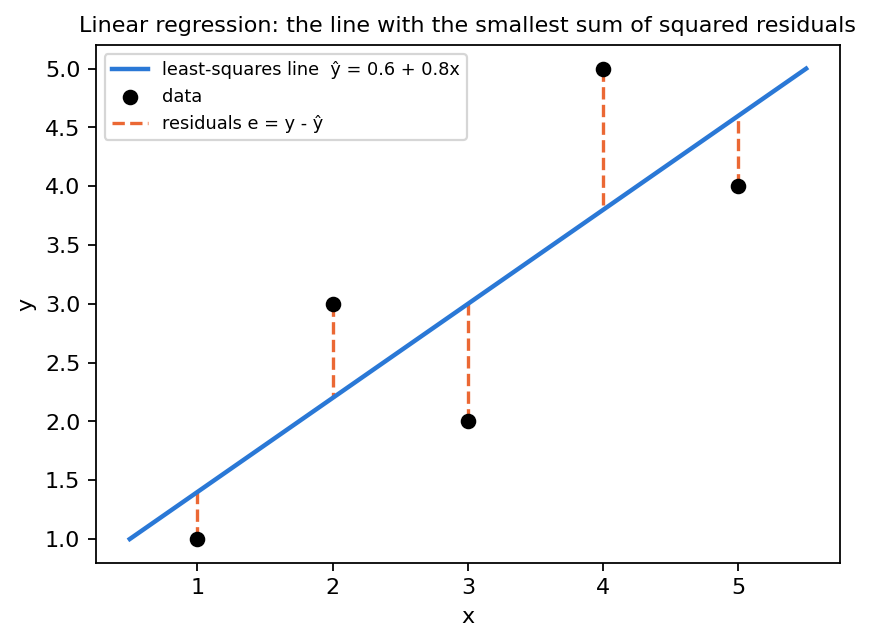 Linear regression: the line with the smallest sum of squared residuals
least-squares line  ŷ = 0.6 + 0.8x
data
residuals e = y - ŷ
5.0
4.5
4.0
3.5
3.0
2.5
2.0
1.5
1.0
y
1 2 3 4 5
x